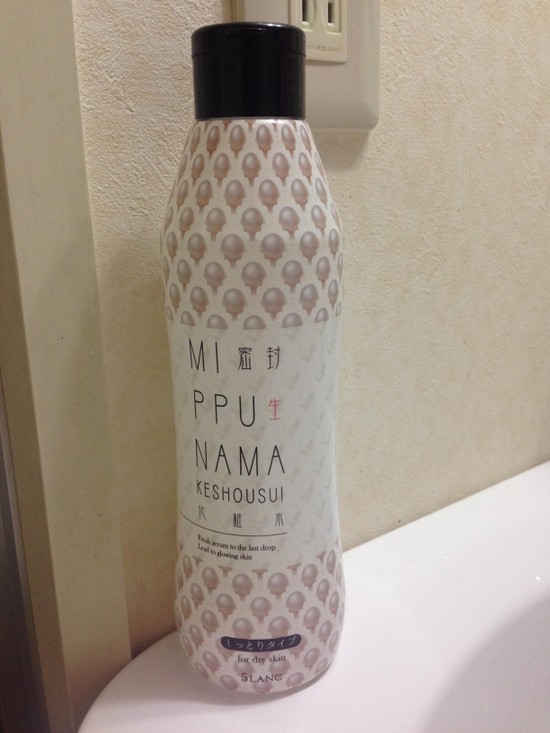 MI 密封
PPU 生
NAMA
KESHOUSUI
化粧水
Fresh serum to the last drop
Lead to glowing skin
しっとりタイプ
for dry skin
5LANC